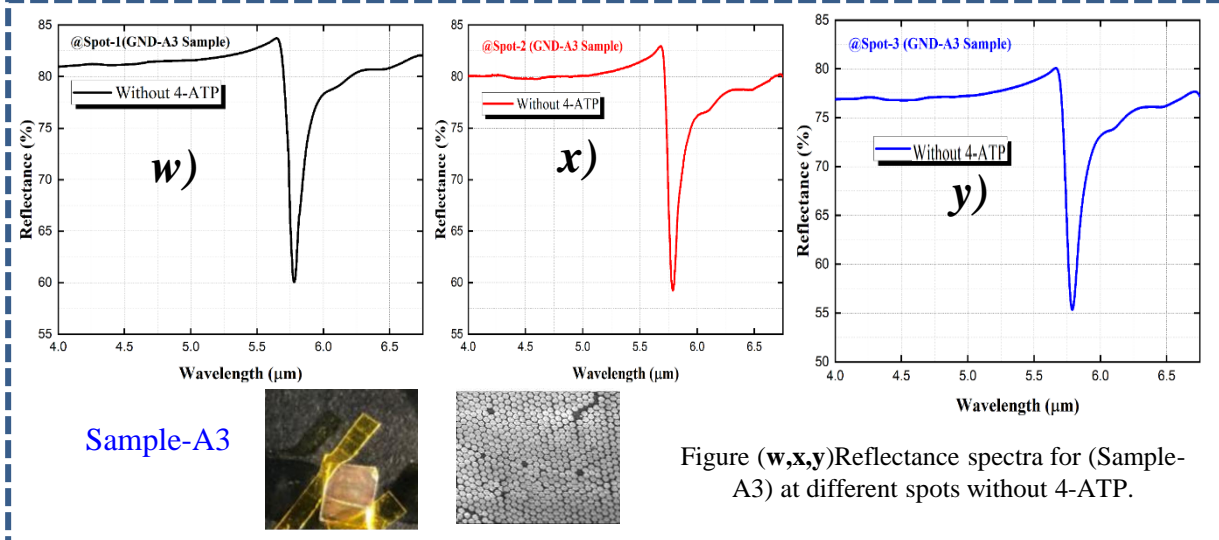 @Spot-1(GND-A3 Sample)
Without 4-ATP
w)
Reflectance (%)
85
80
75
70
65
60
55
4.0 4.5 5.0 5.5 6.0 6.5
Wavelength (μm)
@Spot-2 (GND-A3 Sample)
Without 4-ATP
x)
Reflectance (%)
85
80
75
70
65
60
55
4.0 4.5 5.0 5.5 6.0 6.5
Wavelength (μm)
@Spot-3 (GND-A3 Sample)
Without 4-ATP
y)
Reflectance (%)
85
80
75
70
65
60
55
50
4.0 4.5 5.0 5.5 6.0 6.5
Wavelength (μm)
Sample-A3
Figure (w,x,y)Reflectance spectra for (Sample-
A3) at different spots without 4-ATP.